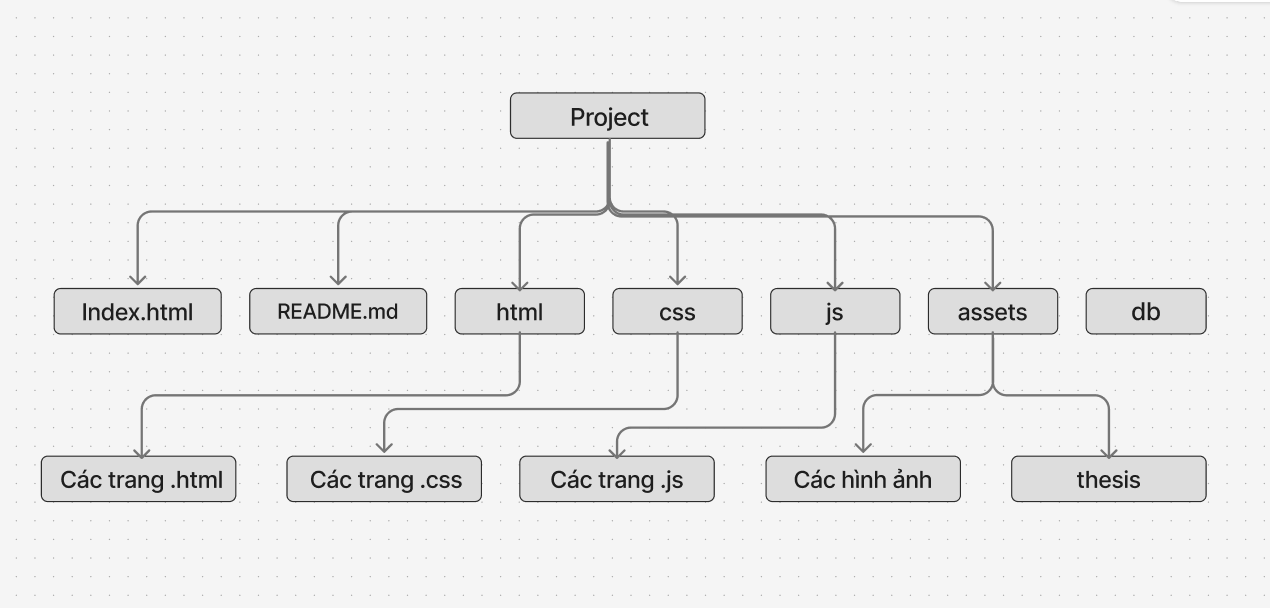 Project
Index.html
README.md
html
css
js
assets
db
Các trang .html
Các trang .css
Các trang .js
Các hình ảnh
thesis